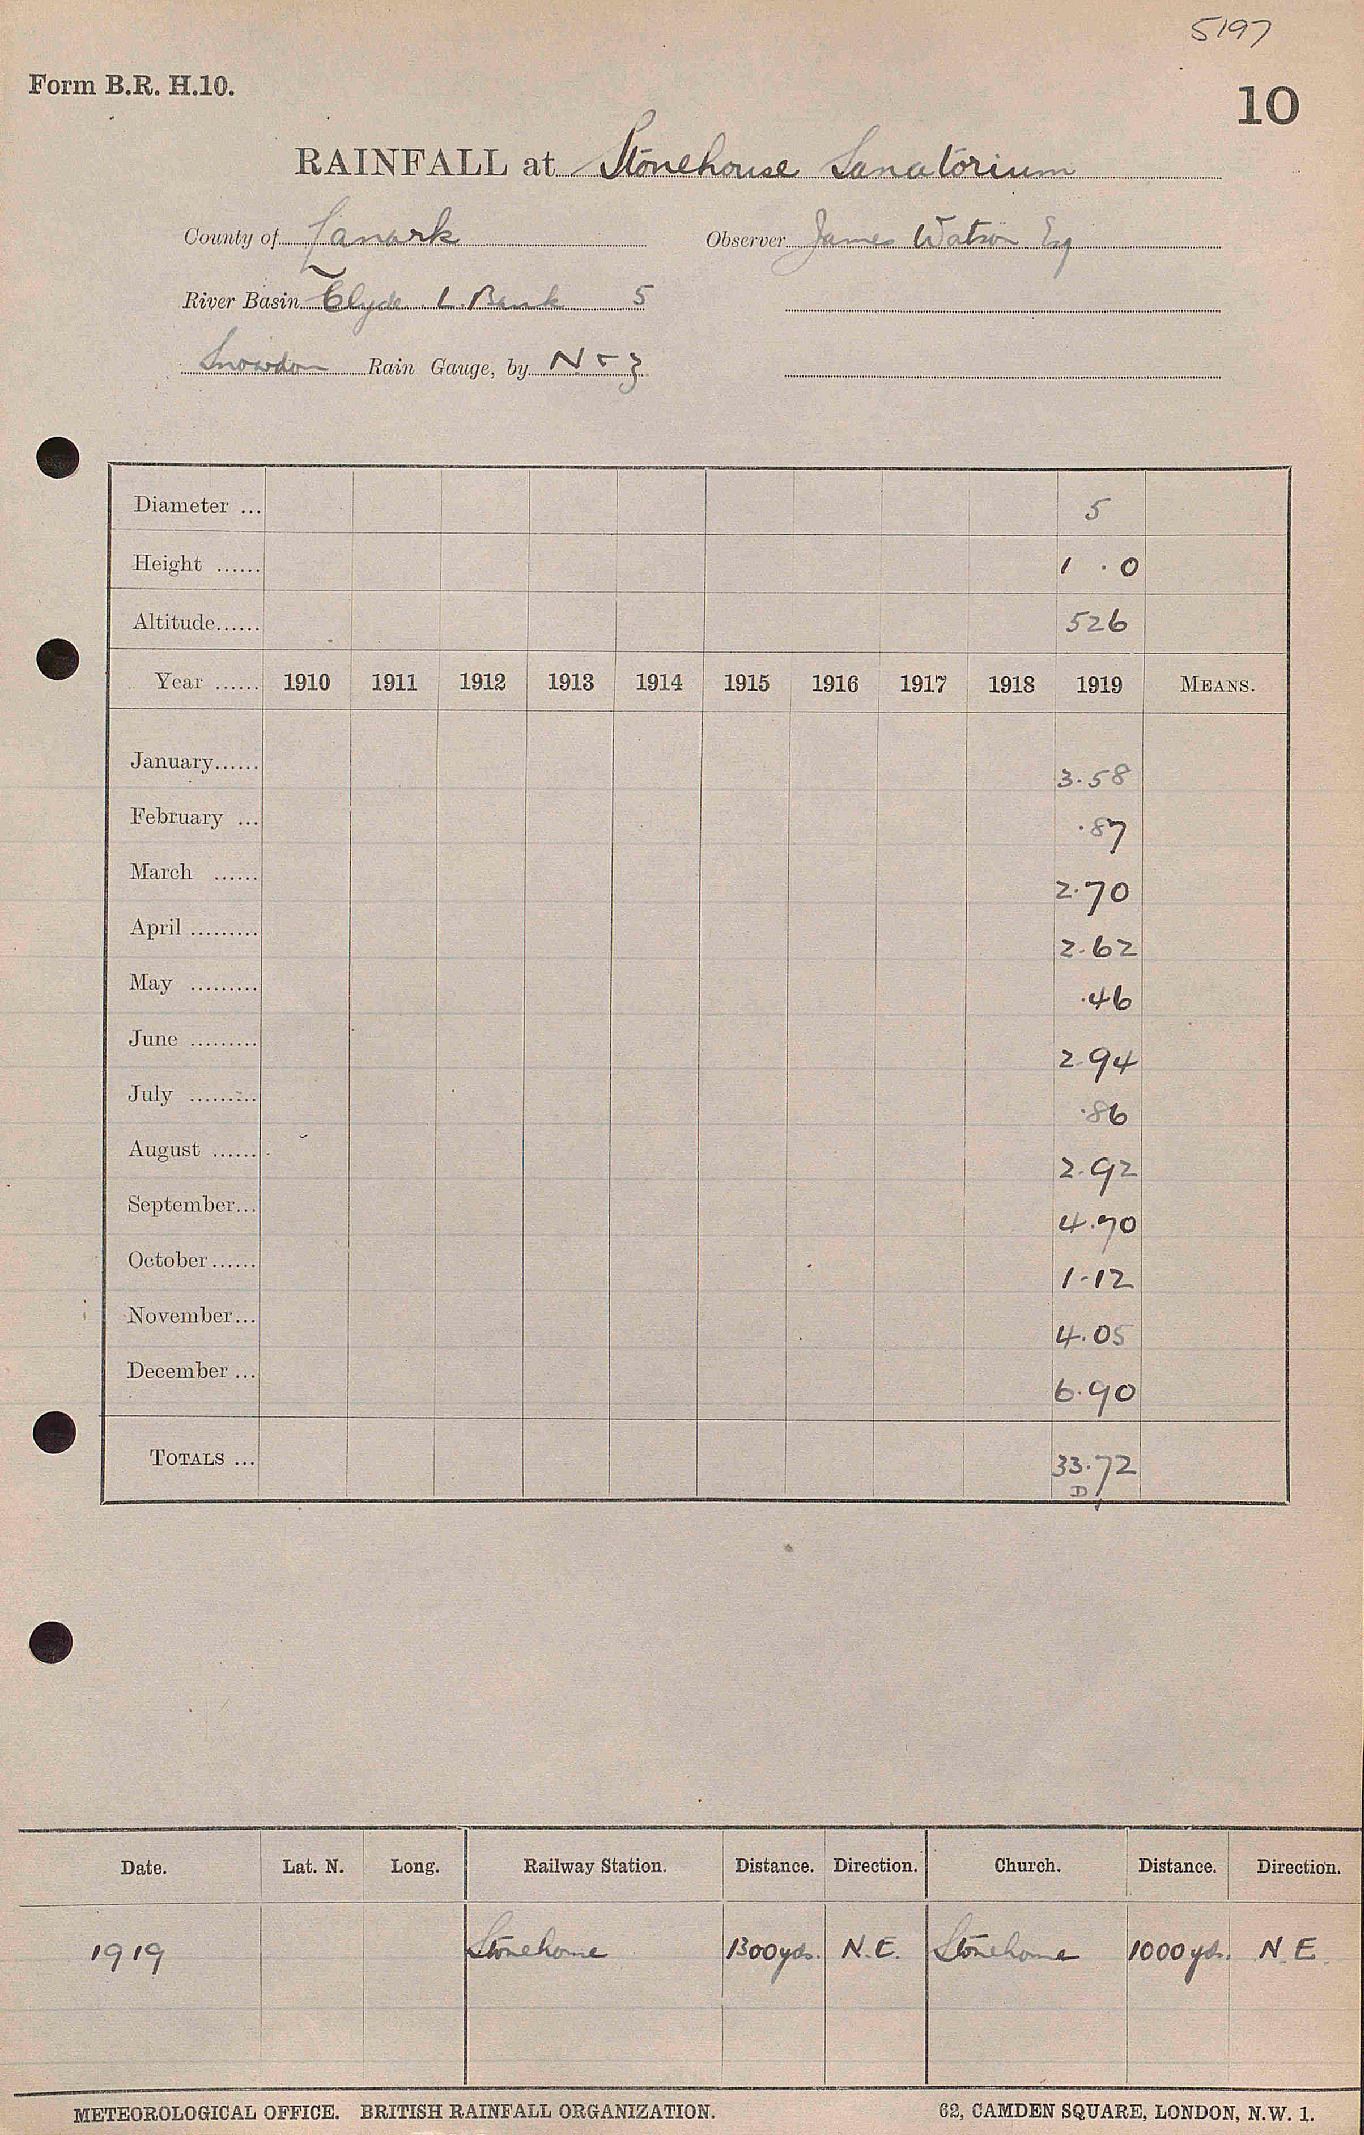 5197
Form B.R. H.10.
10
RAINFALL at Stonehouse Sanatorium
County of Lanark Observer James Watson Esq
River Basin Clyde L. Bank 5
Snowdon Rain Gauge, by N & Z
Diameter ... 5
Height ...... 1 . 0
Altitude...... 526
Year ...... 1910 1911 1912 1913 1914 1915 1916 1917 1918 1919 MEANS.
January...... 3.58
February ... .87
March ...... 2.70
April ......... 2.62
May ......... .46
June ......... 2.94
July ......... .86
August ...... 2.92
September... 4.70
October...... 1.12
November... 4.05
December ... 6.90
TOTALS ... 33.72
D
Date. Lat. N. Long. Railway Station. Distance. Direction. Church. Distance. Direction.
1919 Stonehouse 1300 yds. N.E. Stonehouse 1000 yds. N.E.
METEOROLOGICAL OFFICE. BRITISH RAINFALL ORGANIZATION. 62, CAMDEN SQUARE, LONDON, N.W. 1.